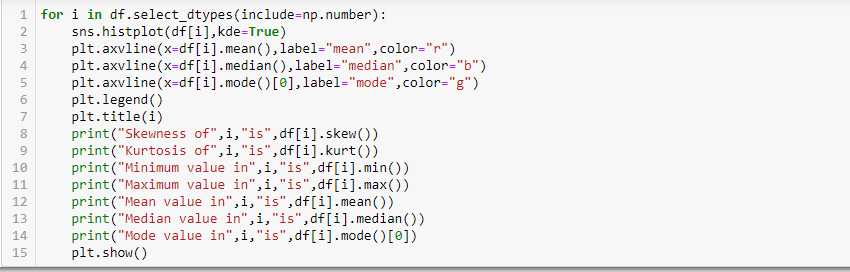 1 for i in df.select_dtypes(include=np.number):
2     sns.histplot(df[i],kde=True)
3     plt.axvline(x=df[i].mean(),label="mean",color="r")
4     plt.axvline(x=df[i].median(),label="median",color="b")
5     plt.axvline(x=df[i].mode()[0],label="mode",color="g")
6     plt.legend()
7     plt.title(i)
8     print("Skewness of",i,"is",df[i].skew())
9     print("Kurtosis of",i,"is",df[i].kurt())
10     print("Minimum value in",i,"is",df[i].min())
11     print("Maximum value in",i,"is",df[i].max())
12     print("Mean value in",i,"is",df[i].mean())
13     print("Median value in",i,"is",df[i].median())
14     print("Mode value in",i,"is",df[i].mode()[0])
15     plt.show()